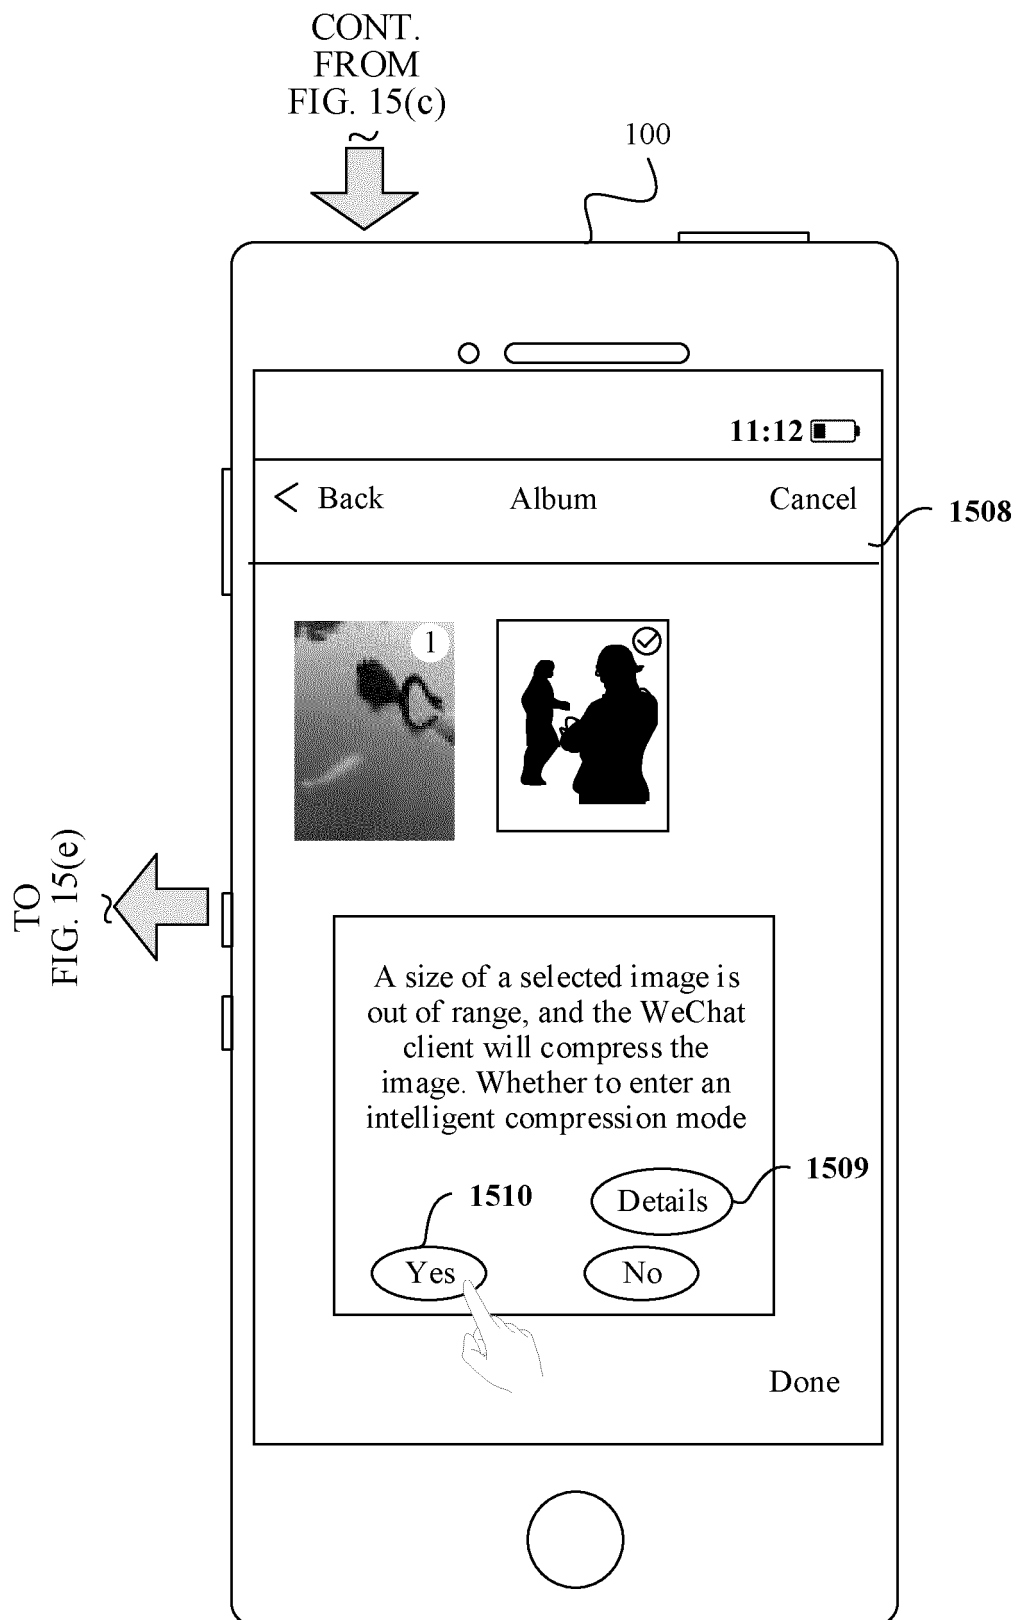 CONT.
FROM
FIG. 15(c)
100
11:12
Back Album Cancel
1508
1
TO
FIG. 15(e)
A size of a selected image is
out of range, and the WeChat
client will compress the
image. Whether to enter an
intelligent compression mode
1509
1510
Details
Yes No
Done